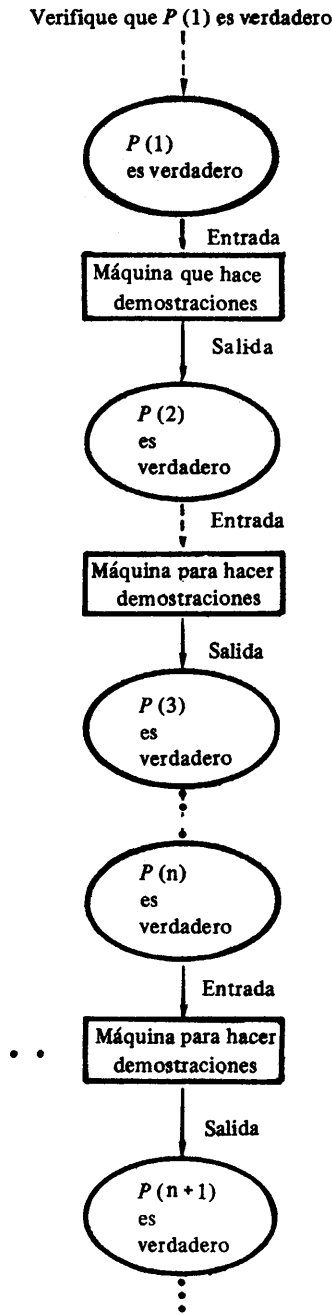 Verifique que P (1) es verdadero
P (1)
es verdadero
Entrada
Máquina que hace
demostraciones
Salida
P (2)
es
verdadero
Entrada
Máquina para hacer
demostraciones
Salida
P (3)
es
verdadero
P (n)
es
verdadero
Entrada
Máquina para hacer
demostraciones
Salida
P (n + 1)
es
verdadero